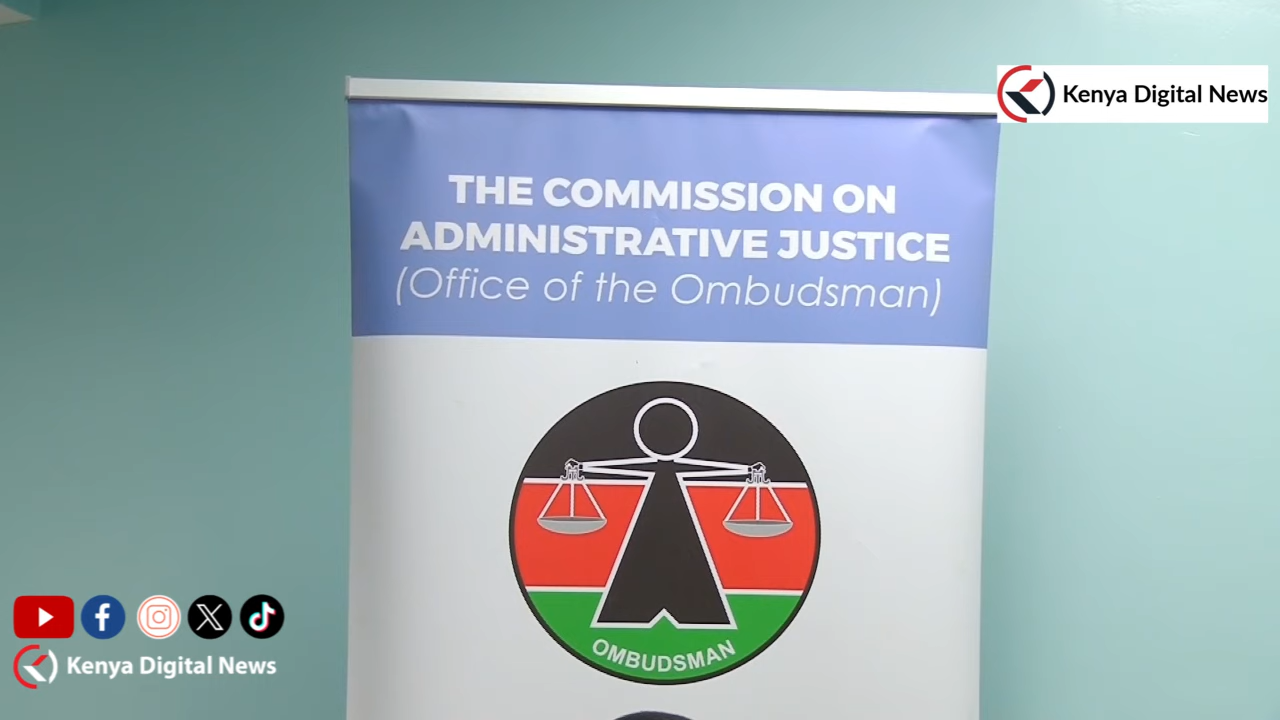 Kenya Digital News
THE COMMISSION ON
ADMINISTRATIVE JUSTICE
(Office of the Ombudsman)
OMBUDSMAN
Kenya Digital News